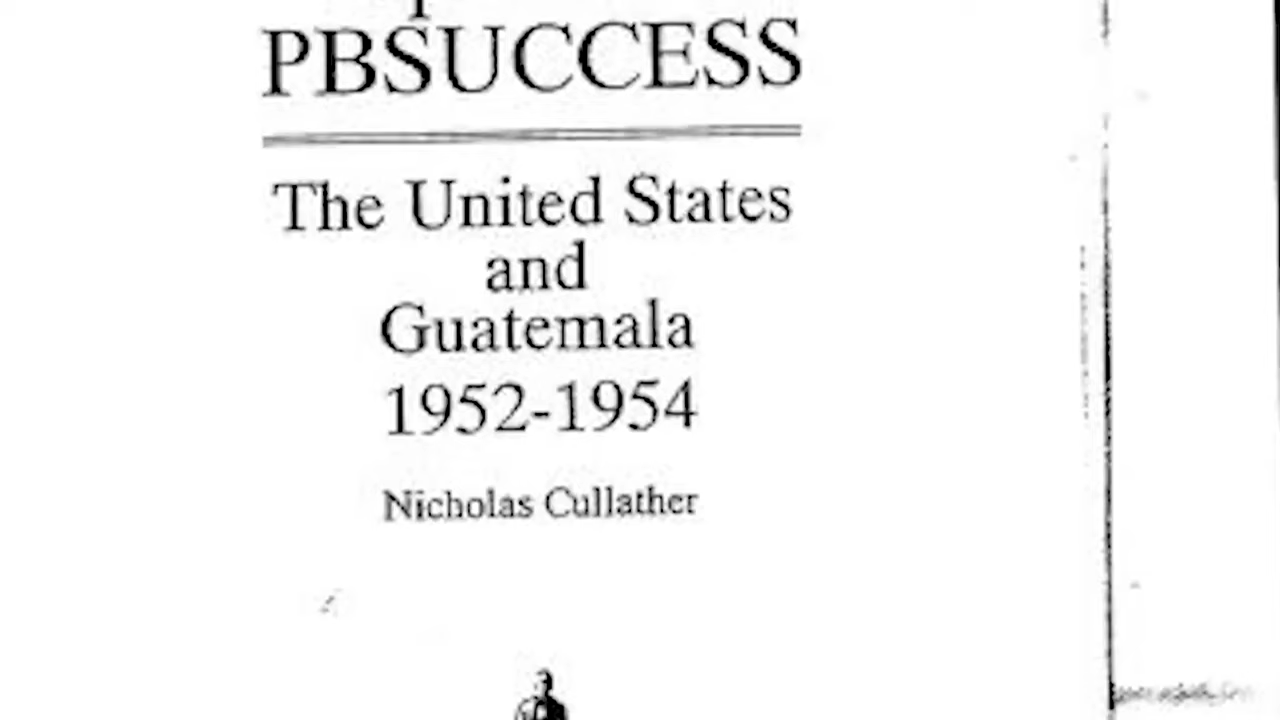 PBSUCCESS
The United States
and
Guatemala
1952-1954
Nicholas Cullather